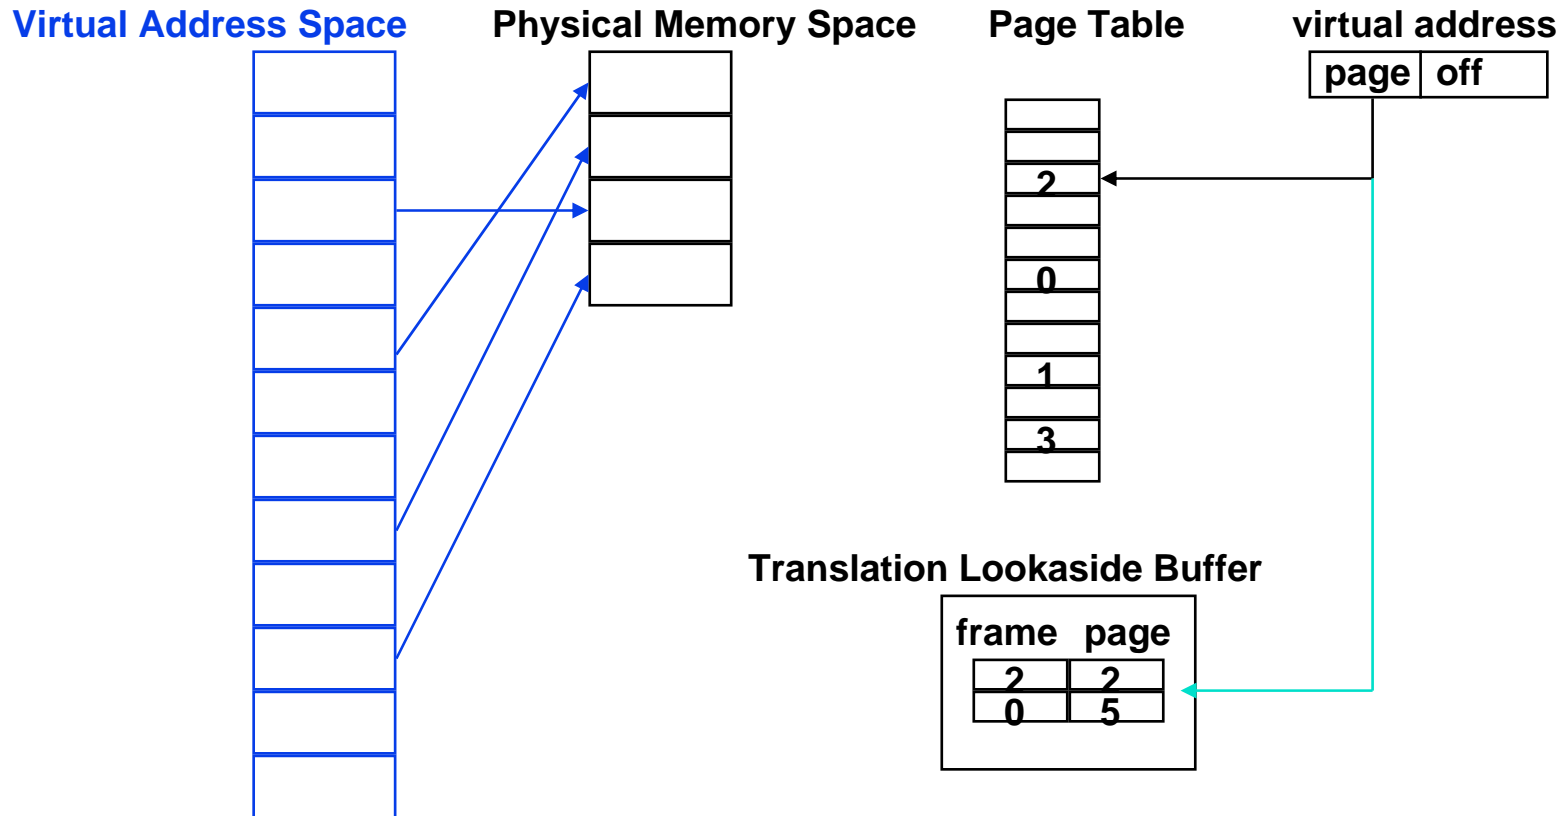 Virtual Address Space
Physical Memory Space
Page Table
virtual address
page off
2
0
1
3
Translation Lookaside Buffer
frame page
2 2
0 5